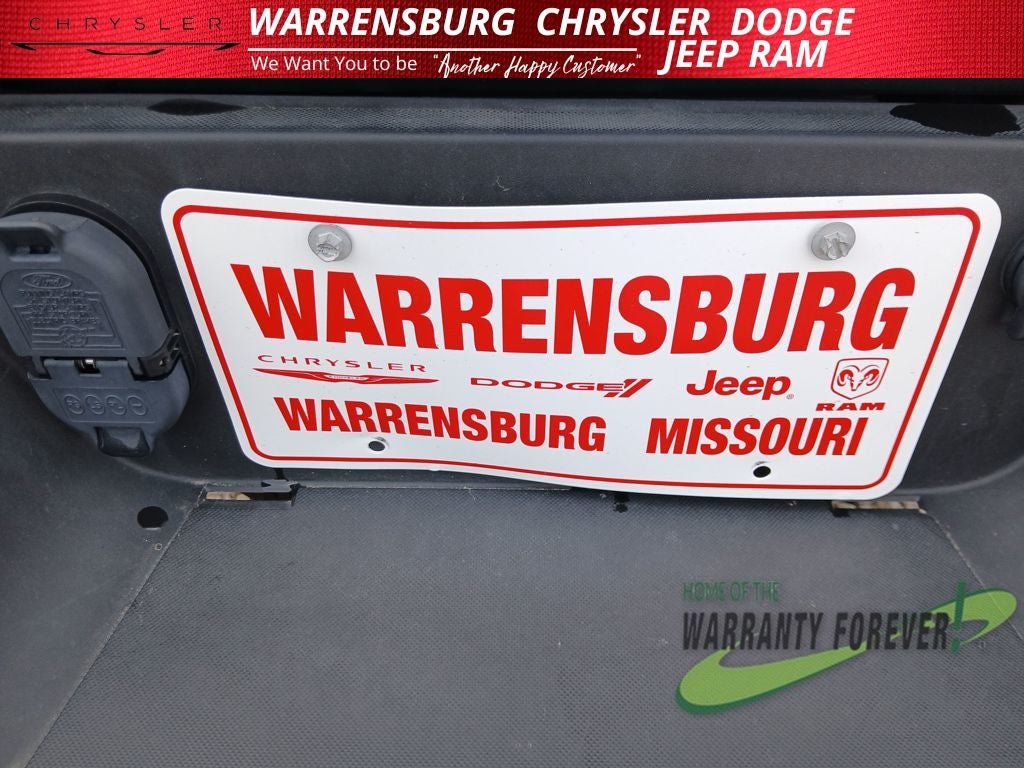 CHRYSLER
WARRENSBURG CHRYSLER DODGE
JEEP RAM
We Want You to be "Another Happy Customer"
Ford
WARRENSBURG
CHRYSLER DODGE Jeep RAM
WARRENSBURG MISSOURI
HOME OF THE
WARRANTY FOREVER!